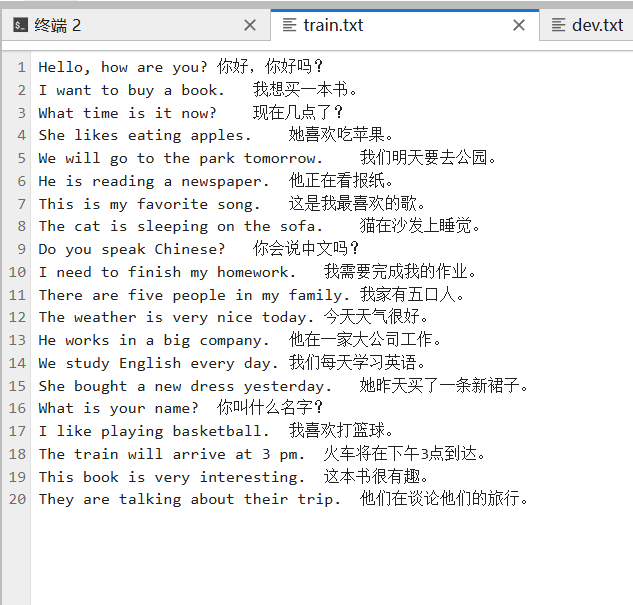 终端 2
train.txt
dev.txt
1 Hello, how are you? 你好，你好吗？
2 I want to buy a book. 我想买一本书。
3 What time is it now? 现在几点了？
4 She likes eating apples. 她喜欢吃苹果。
5 We will go to the park tomorrow. 我们明天要去公园。
6 He is reading a newspaper. 他正在看报纸。
7 This is my favorite song. 这是我最喜欢的歌。
8 The cat is sleeping on the sofa. 猫在沙发上睡觉。
9 Do you speak Chinese? 你会说中文吗？
10 I need to finish my homework. 我需要完成我的作业。
11 There are five people in my family. 我家有五口人。
12 The weather is very nice today. 今天天气很好。
13 He works in a big company. 他在一家大公司工作。
14 We study English every day. 我们每天学习英语。
15 She bought a new dress yesterday. 她昨天买了一条新裙子。
16 What is your name? 你叫什么名字？
17 I like playing basketball. 我喜欢打篮球。
18 The train will arrive at 3 pm. 火车将在下午3点到达。
19 This book is very interesting. 这本书很有趣。
20 They are talking about their trip. 他们在谈论他们的旅行。